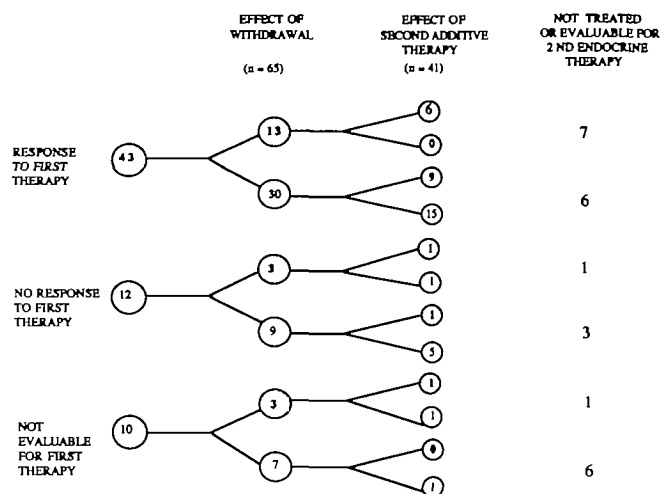 EFFECT OF WITHDRAWAL
(n = 65)
EFFECT OF SECOND ADDITIVE THERAPY
(n = 41)
NOT TREATED OR EVALUABLE FOR 2 ND ENDOCRINE THERAPY
RESPONSE
TO FIRST
THERAPY
43
13
6
0
7
30
9
15
6
NO RESPONSE
TO FIRST
THERAPY
12
3
1
1
1
9
1
5
3
NOT
EVALUABLE
FOR FIRST
THERAPY
10
3
1
1
1
7
0
1
6